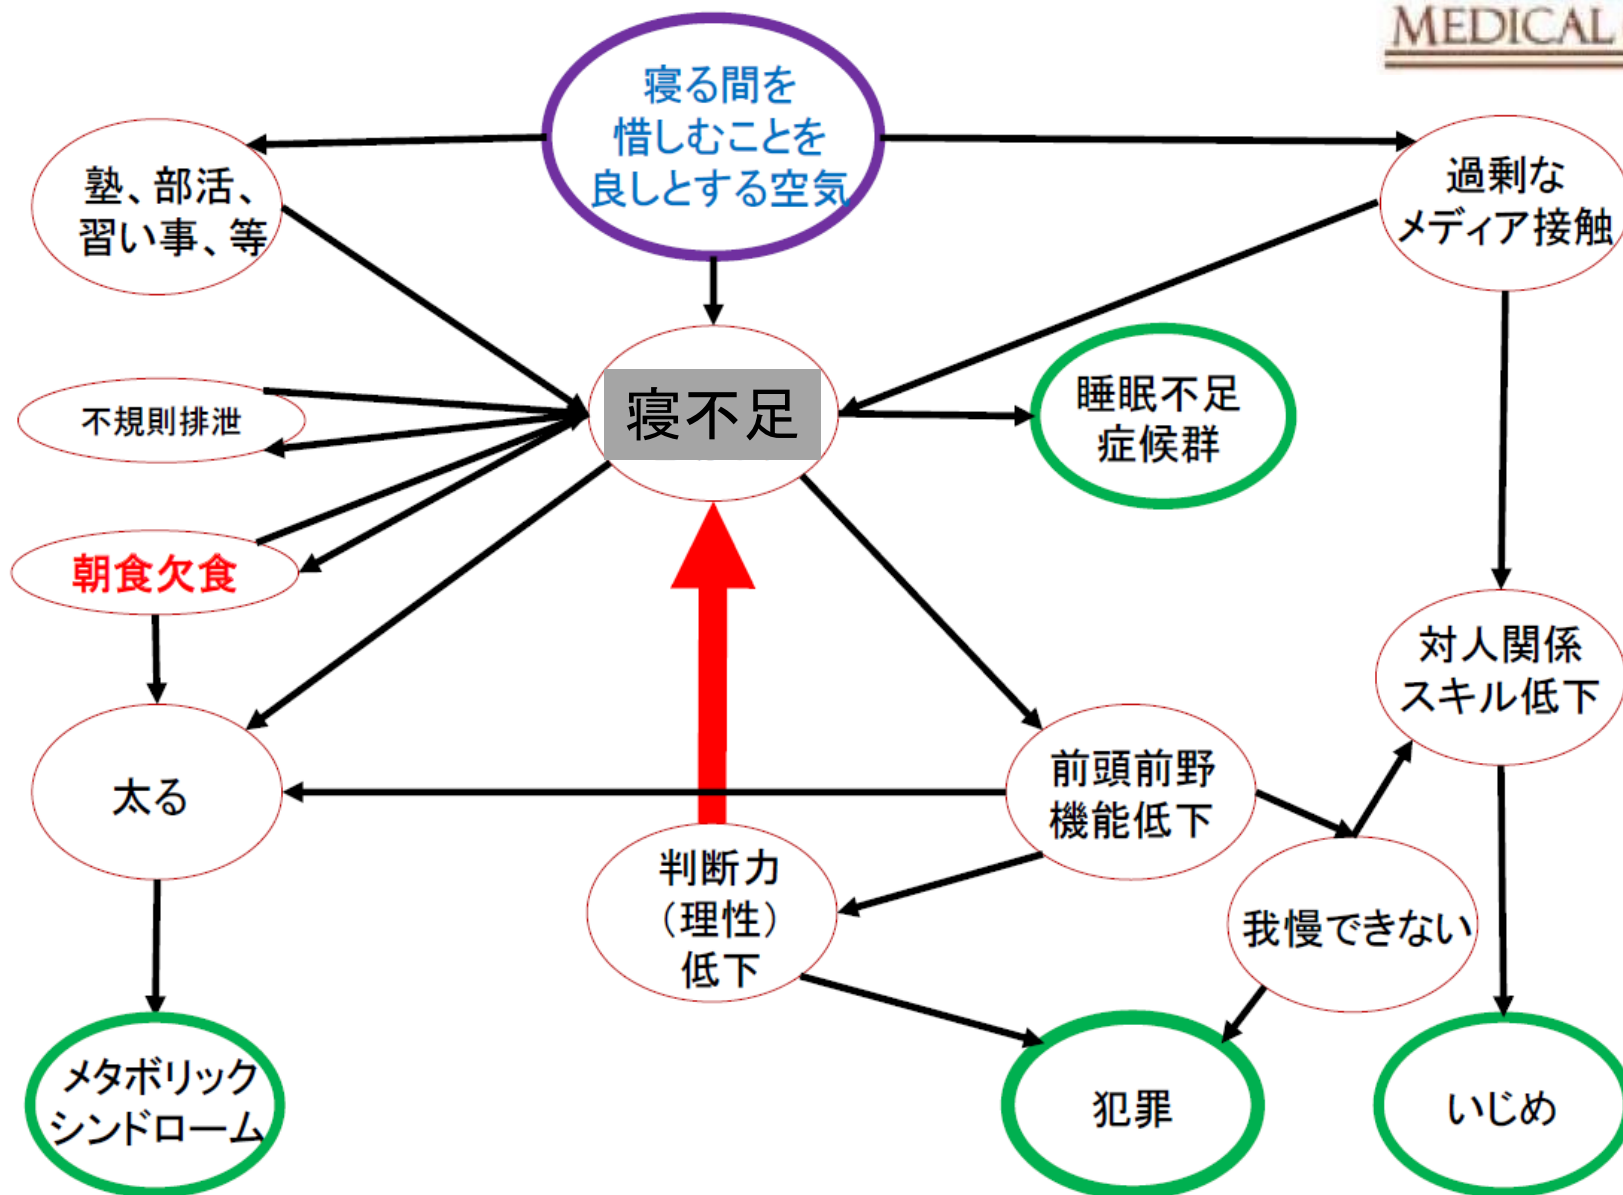 MEDICAL
寝る間を
惜しむことを
良しとする空気
塾、部活、
習い事、等
過剰な
メディア接触
不規則排泄
寝不足
睡眠不足
症候群
朝食欠食
対人関係
スキル低下
太る
前頭前野
機能低下
判断力
（理性）
低下
我慢できない
メタボリック
シンドローム
犯罪
いじめ